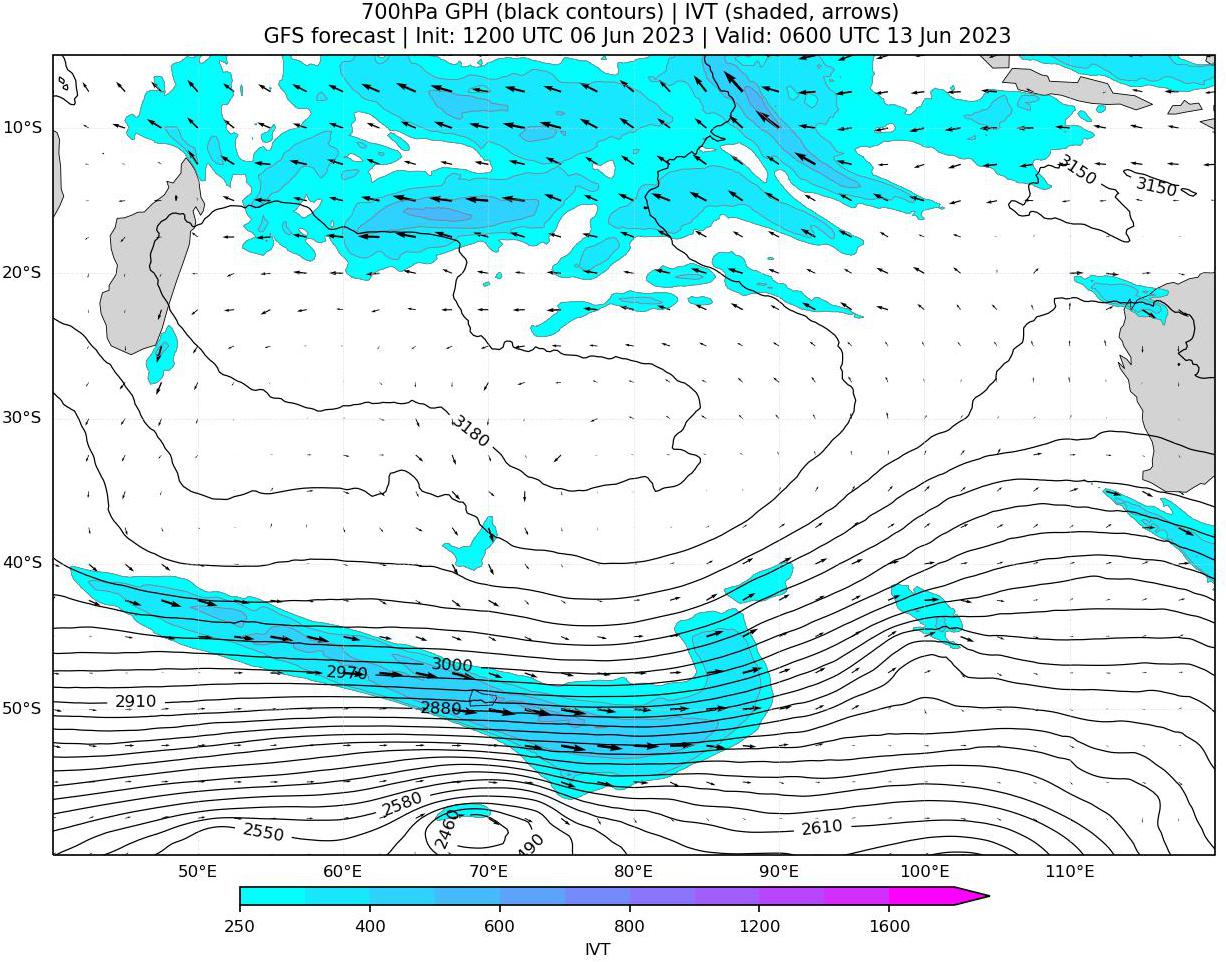 700hPa GPH (black contours) | IVT (shaded, arrows)
GFS forecast | Init: 1200 UTC 06 Jun 2023 | Valid: 0600 UTC 13 Jun 2023
10°S
3150
3150
20°S
30°S
3180
40°S
3000
2970
2910
2880
50°S
2580
2550
2460
490
2610
50°E
60°E
70°E
80°E
90°E
100°E
110°E
250
400
600
800
1200
1600
IVT